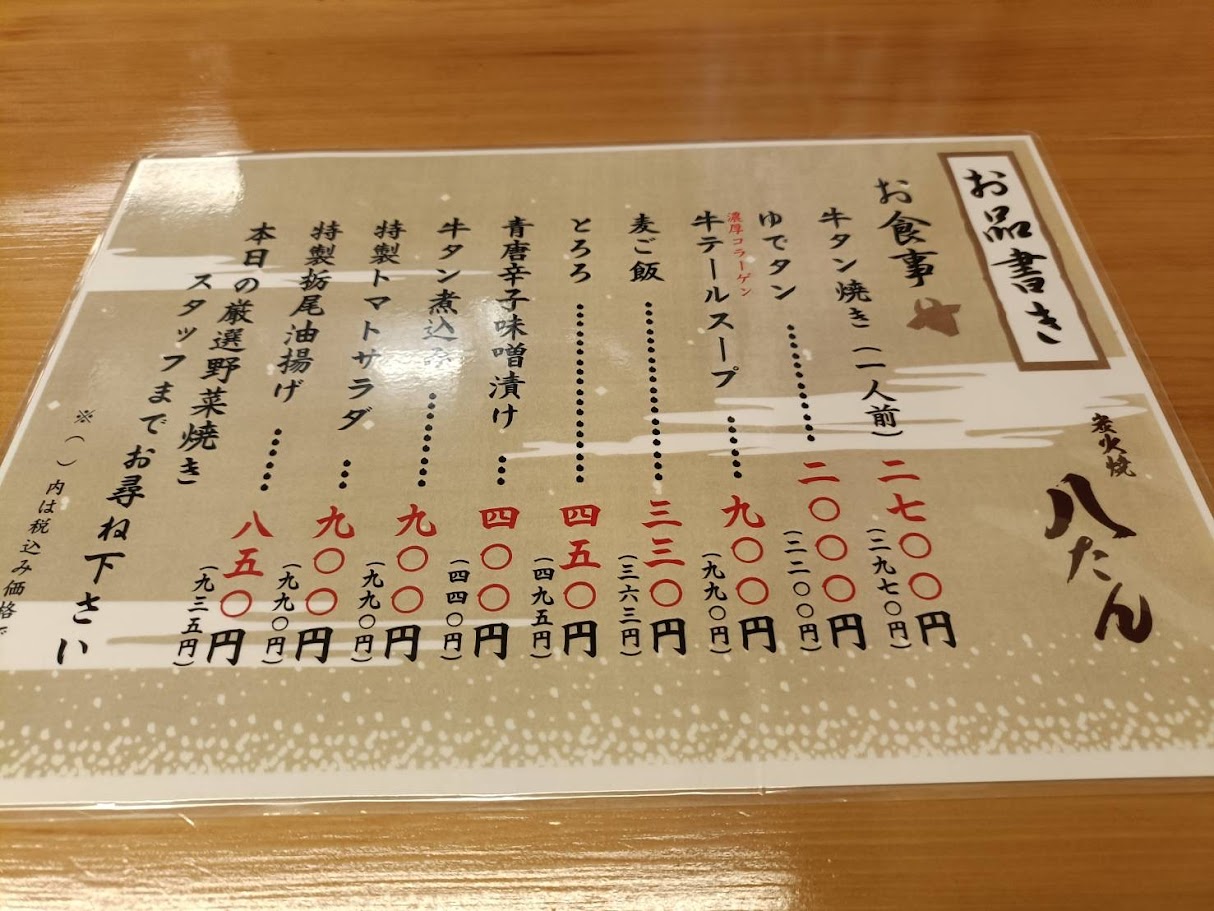 炭火焼
八たん
お品書き
お食事
牛タン焼き（一人前） 二七〇〇円
（二九七〇円）
ゆでタン……………二〇〇〇円
（二二〇〇円）
濃厚コラーゲン
牛テールスープ………九〇〇円
（九九〇円）
麦ご飯……………………三三〇円
（三六三円）
とろろ……………………四五〇円
（四九五円）
青唐辛子味噌漬け…四〇〇円
（四四〇円）
牛タン煮込み…………九〇〇円
（九九〇円）
特製トマトサラダ…九〇〇円
（九九〇円）
特製栃尾油揚げ………八五〇円
（九三五円）
本日の厳選野菜焼き
スタッフまでお尋ね下さい
※（ ）内は税込み価格で